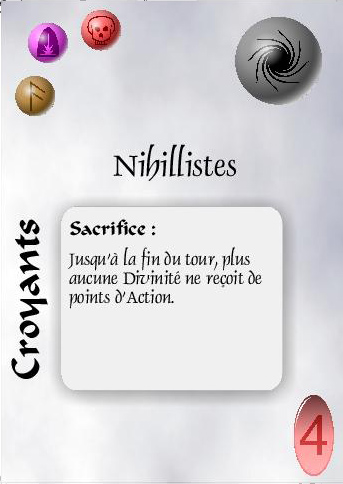 Nihillistes
Croyants
Sacrifice :
Jusqu'à la fin du tour, plus
aucune Divinité ne reçoit de
points d'Action.
4